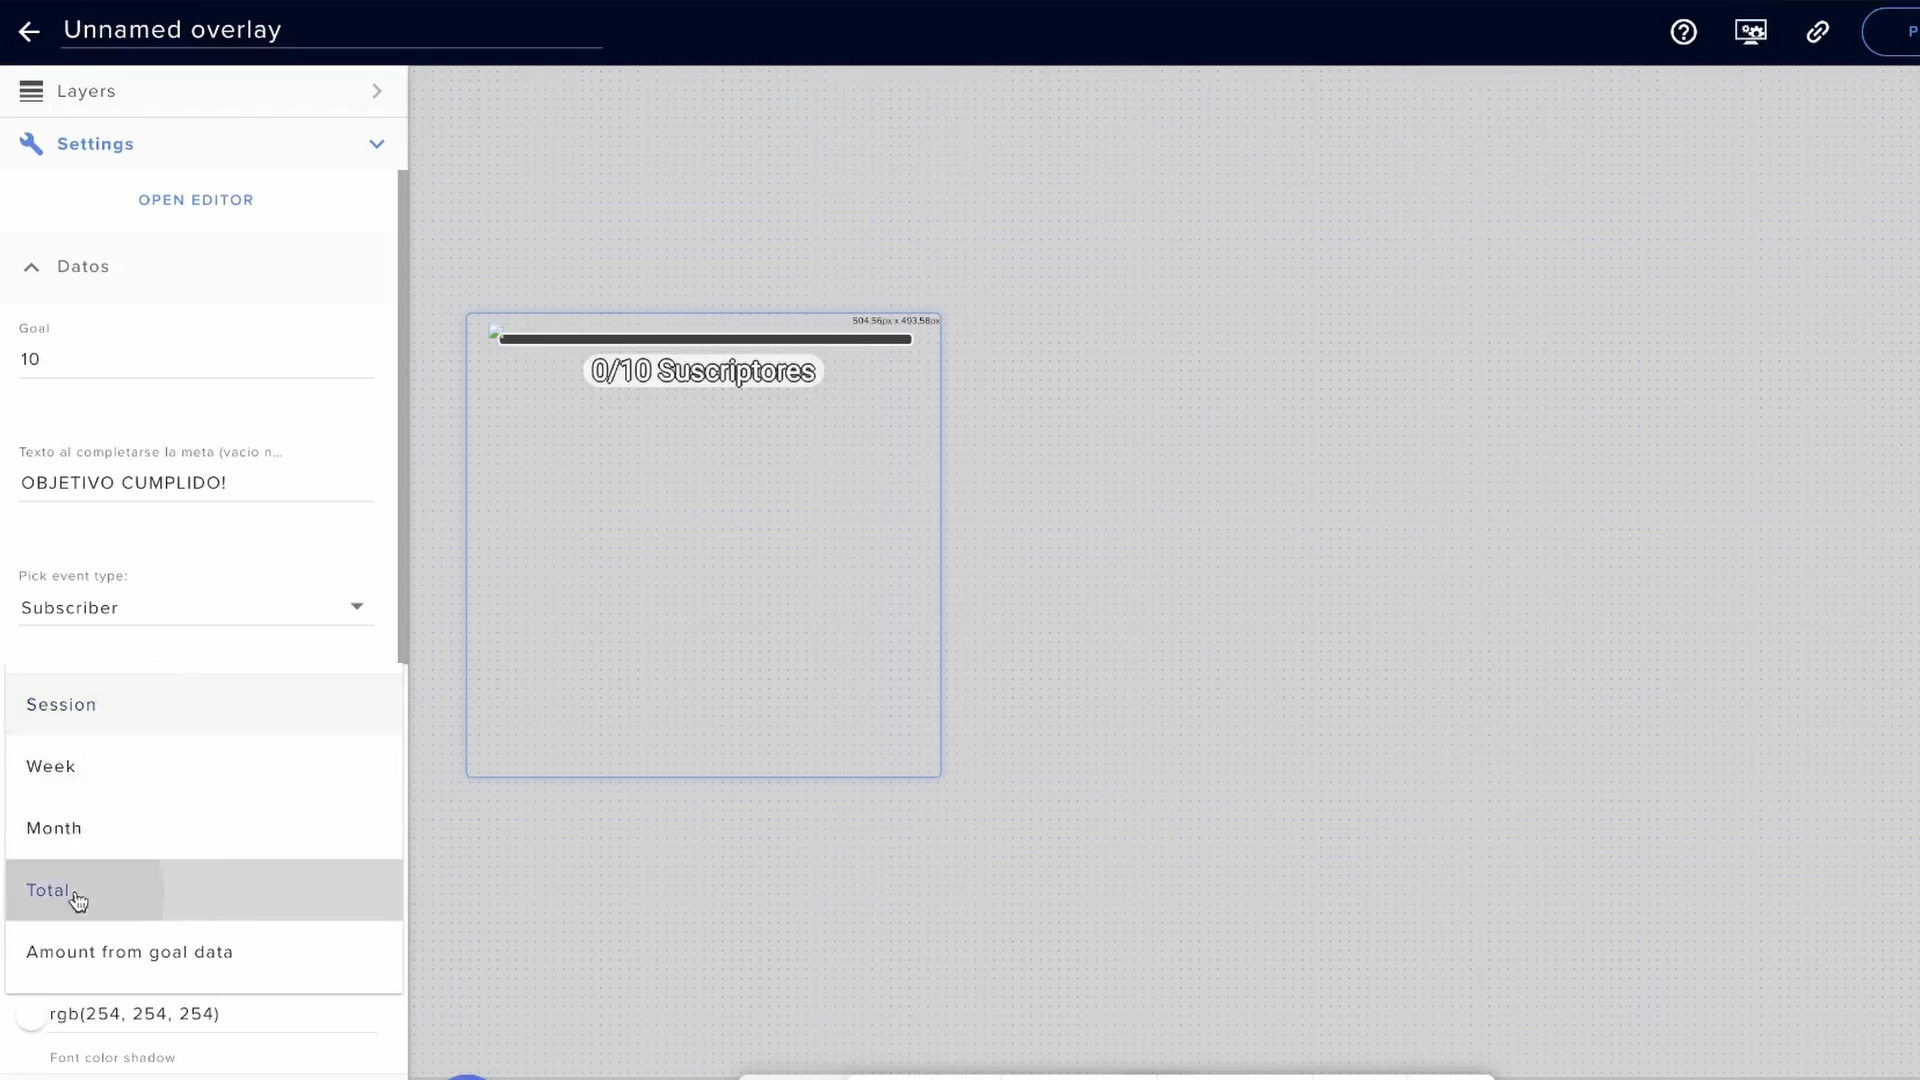 Unnamed overlay
P
Layers
Settings
OPEN EDITOR
Datos
Goal
10
Texto al completarse la meta (vacio n...
OBJETIVO CUMPLIDO!
Pick event type:
Subscriber
Session
Week
Month
Total
Amount from goal data
rgb(254, 254, 254)
Font color shadow
504.56px x 493.58px
0/10 Suscriptores